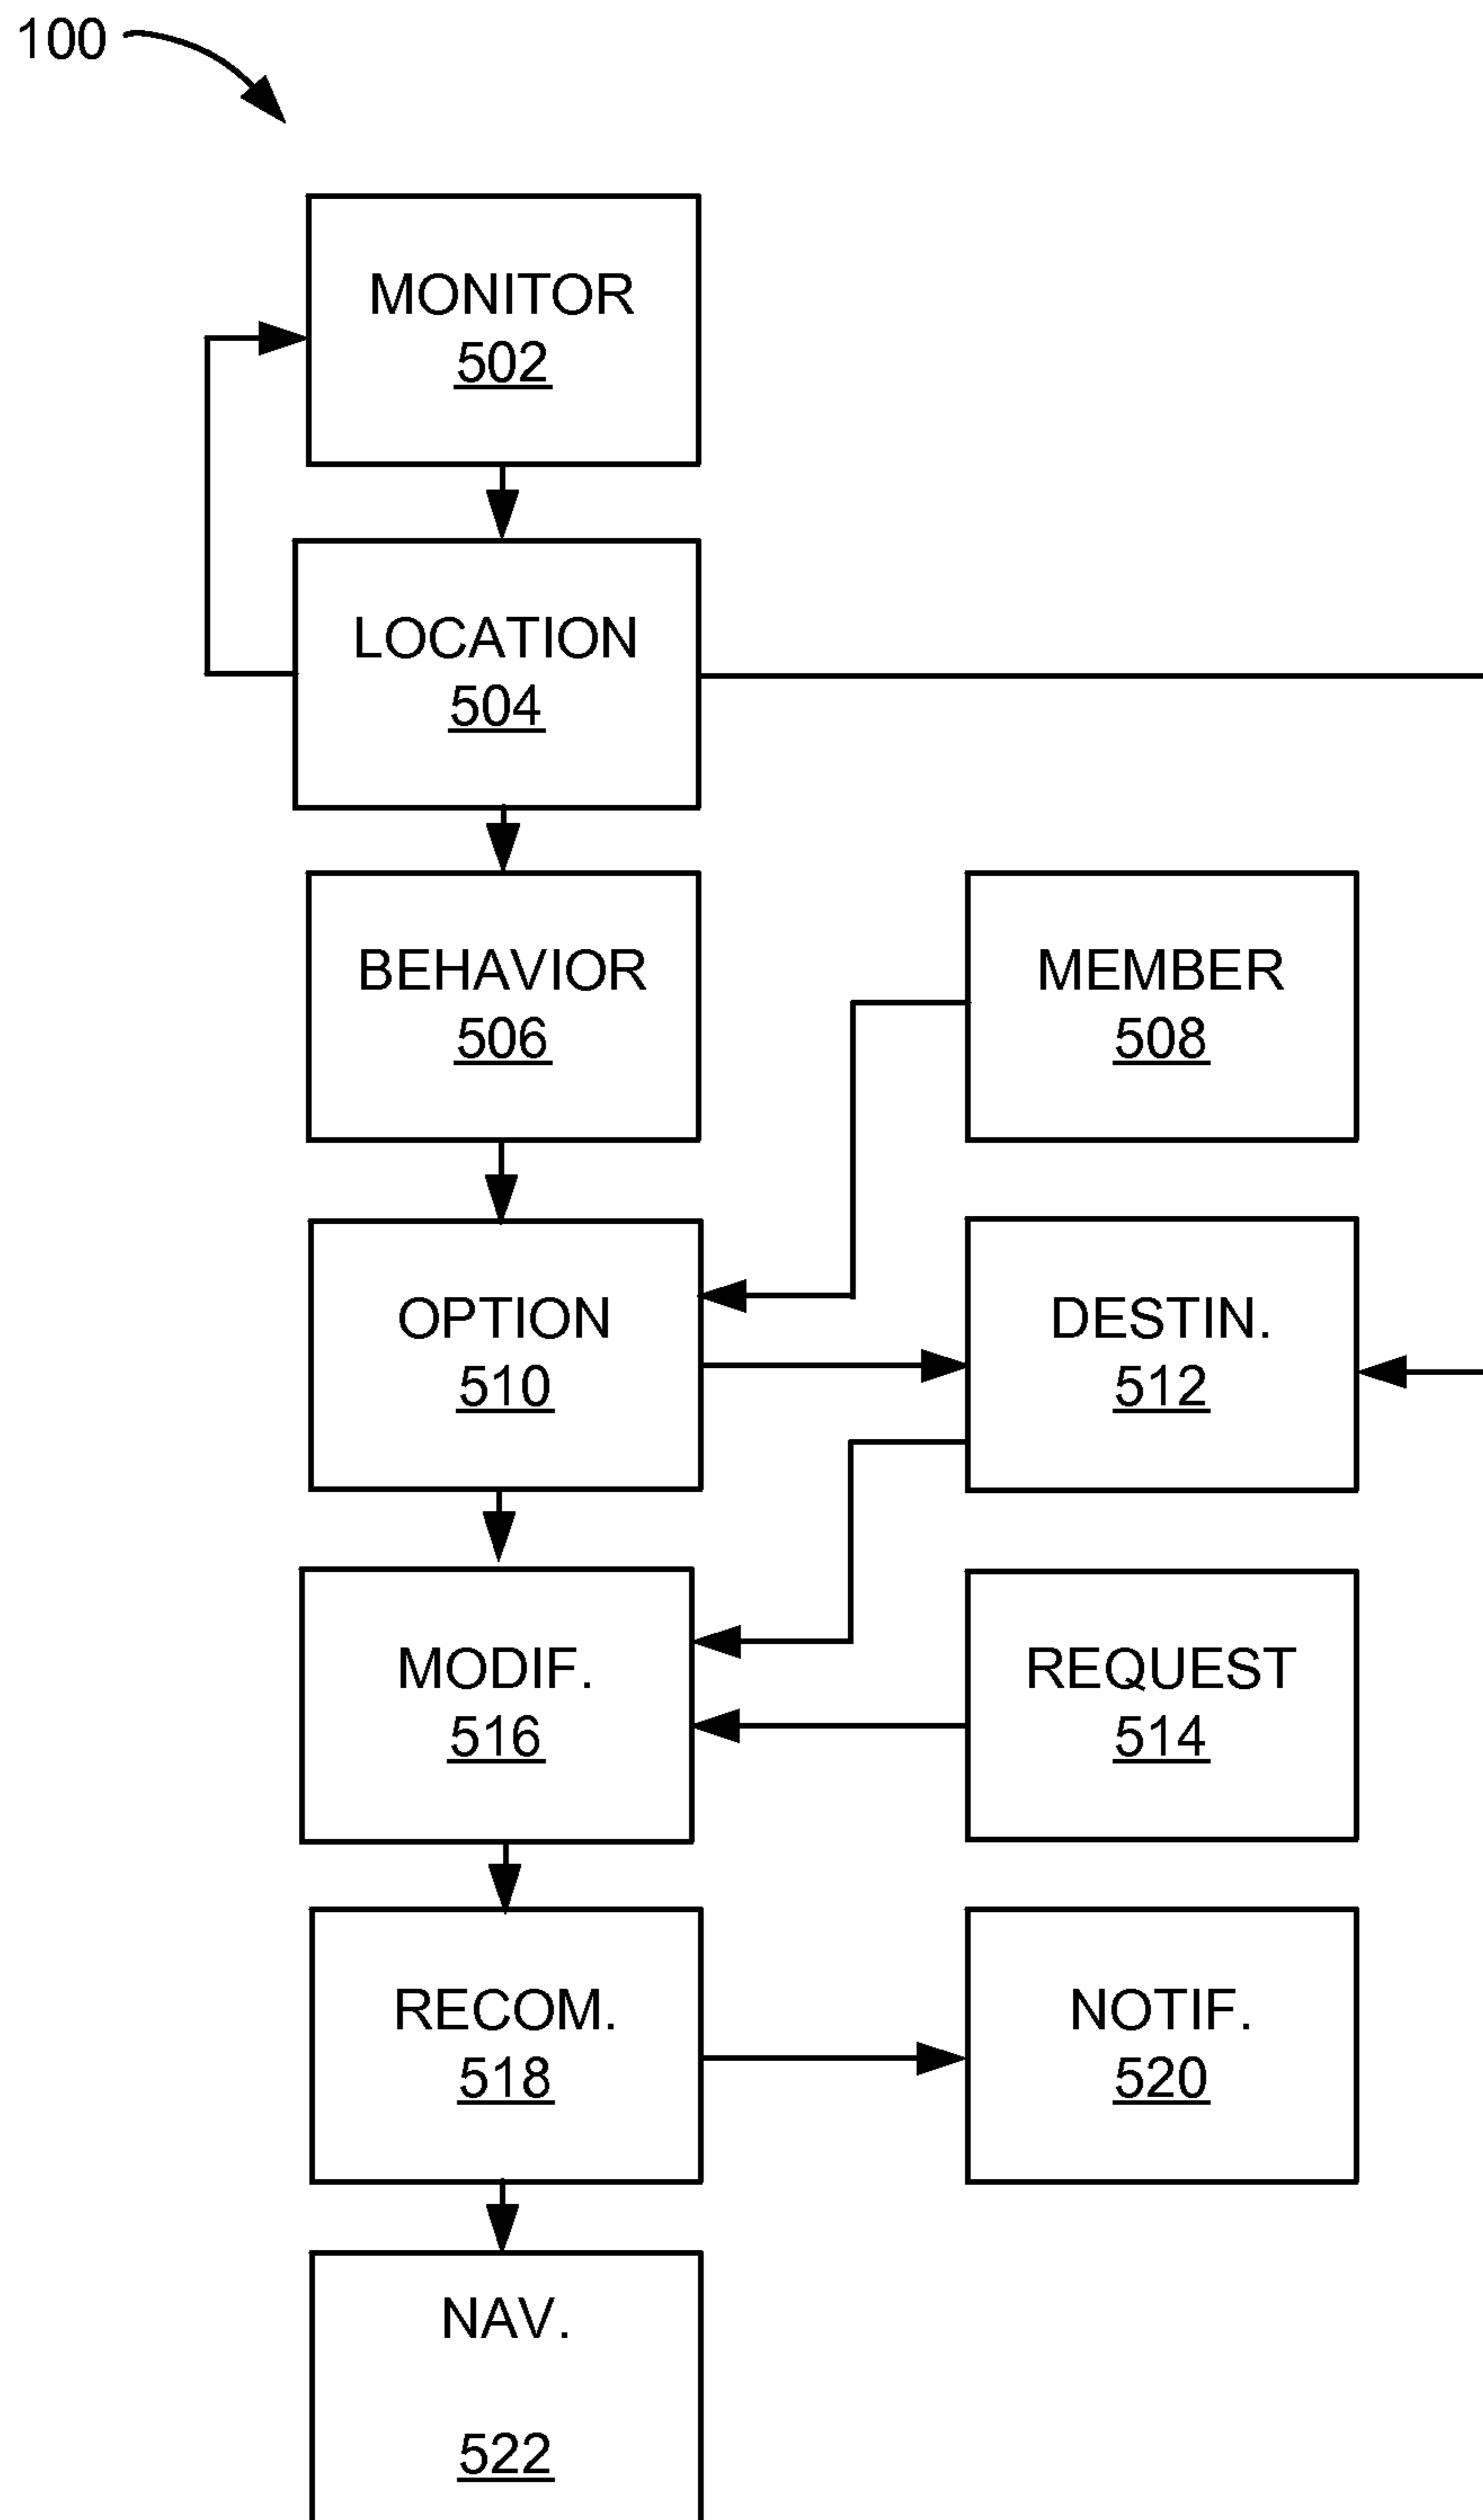 100
MONITOR
502
LOCATION
504
BEHAVIOR
506
MEMBER
508
OPTION
510
DESTIN.
512
MODIF.
516
REQUEST
514
RECOM.
518
NOTIF.
520
NAV.
522